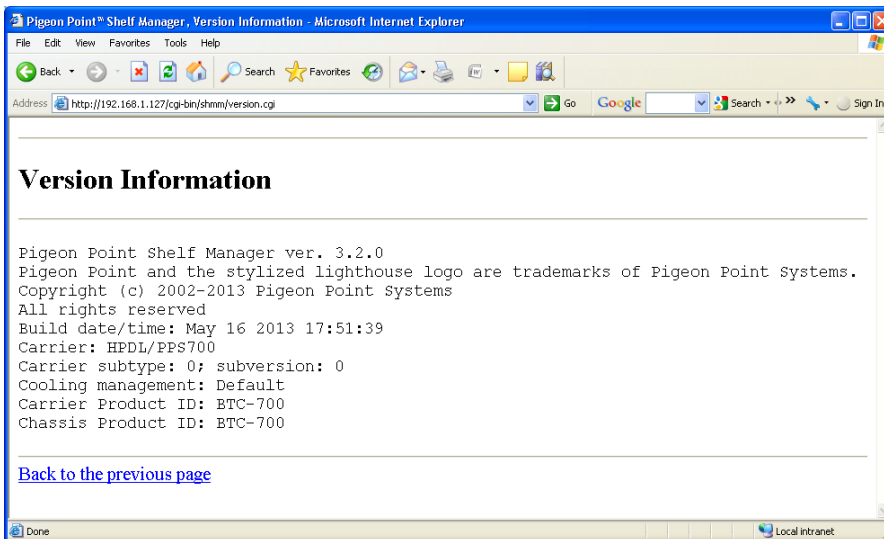 Pigeon Point™ Shelf Manager, Version Information - Microsoft Internet Explorer
File Edit View Favorites Tools Help
Back Search Favorites
Address http://192.168.1.127/cgi-bin/shmm/version.cgi Go Google Search Sign In
Version Information
Pigeon Point Shelf Manager ver. 3.2.0
Pigeon Point and the stylized lighthouse logo are trademarks of Pigeon Point Systems.
Copyright (c) 2002-2013 Pigeon Point Systems
All rights reserved
Build date/time: May 16 2013 17:51:39
Carrier: HPDL/PPS700
Carrier subtype: 0; subversion: 0
Cooling management: Default
Carrier Product ID: BTC-700
Chassis Product ID: BTC-700
Back to the previous page
Done Local intranet